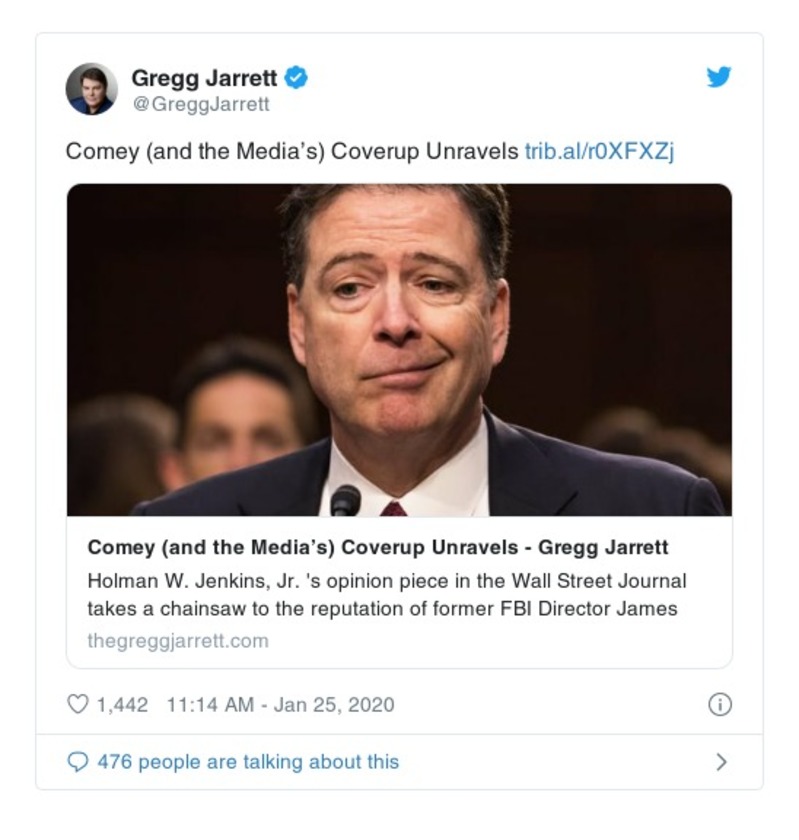 Gregg Jarrett
@GreggJarrett
Comey (and the Media’s) Coverup Unravels trib.al/r0XFXZj
Comey (and the Media’s) Coverup Unravels - Gregg Jarrett
Holman W. Jenkins, Jr. 's opinion piece in the Wall Street Journal
takes a chainsaw to the reputation of former FBI Director James
thegreggjarrett.com
1,442 11:14 AM - Jan 25, 2020
476 people are talking about this